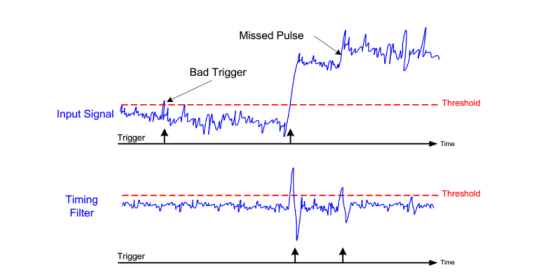 Missed Pulse
Bad Trigger
Threshold
Input Signal
Trigger
Time
Timing
Filter
Threshold
Trigger
Time